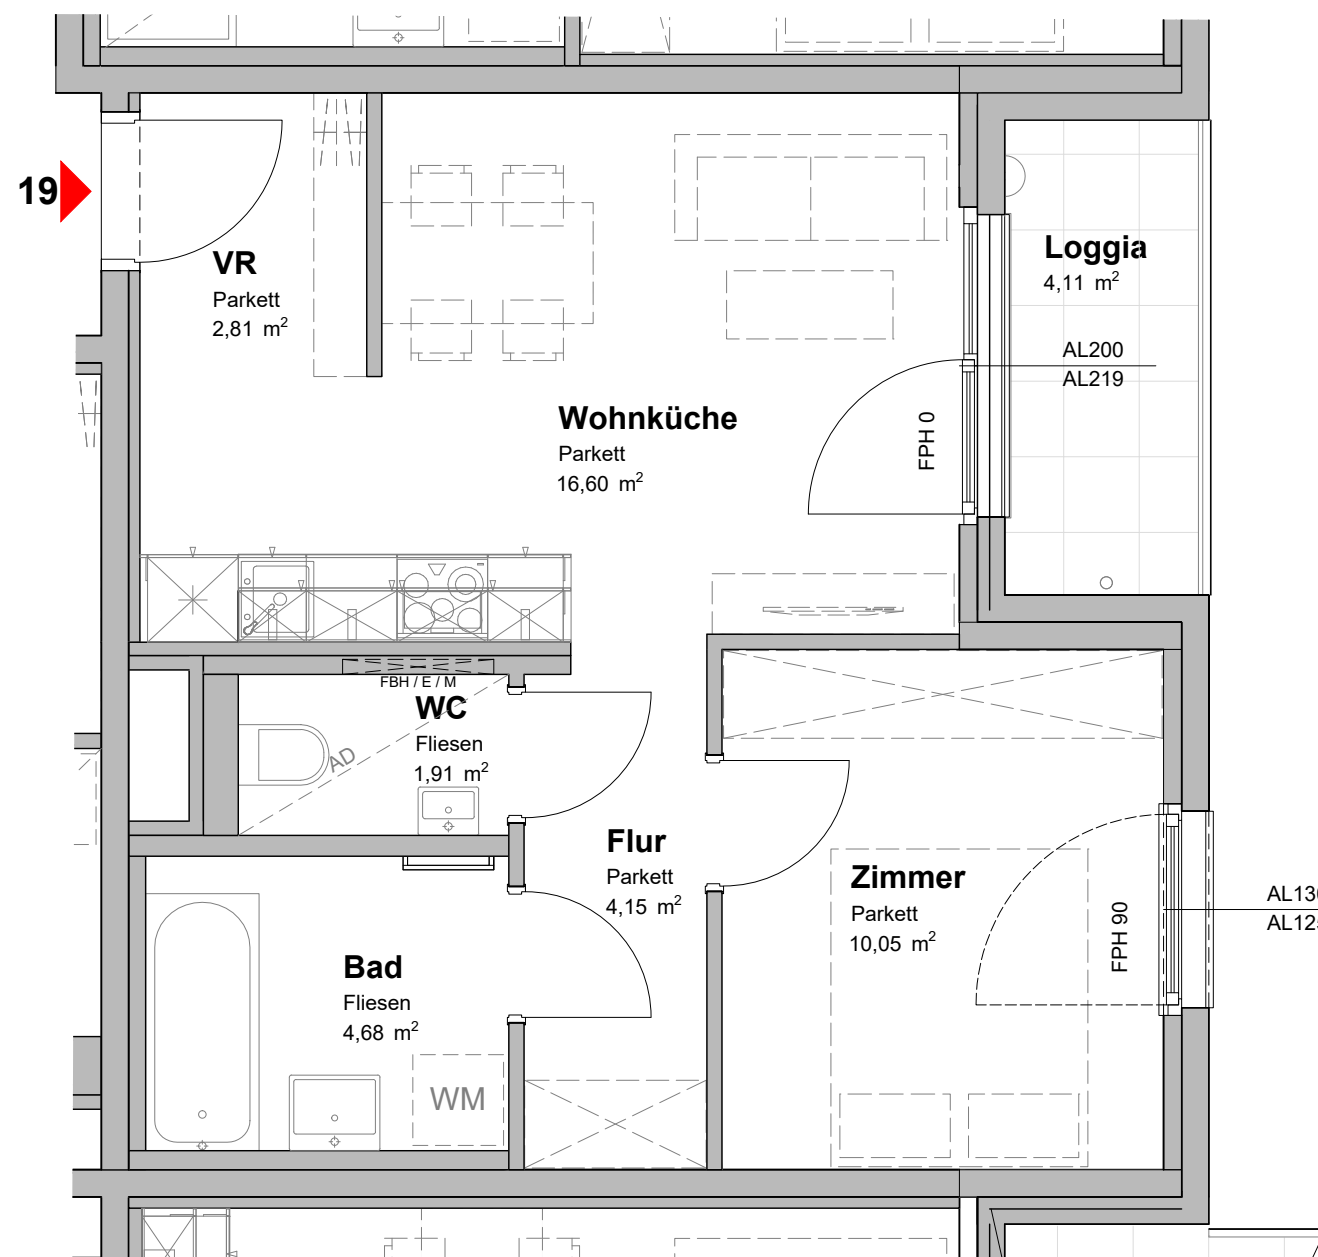 19
VR
Parkett
2,81 m²
Loggia
4,11 m²
AL200
AL219
Wohnküche
Parkett
16,60 m²
FPH 0
FBH / E / M
WC
Fliesen
1,91 m²
AD
Flur
Parkett
4,15 m²
Zimmer
Parkett
10,05 m²
FPH 90
AL130
AL125
Bad
Fliesen
4,68 m²
WM